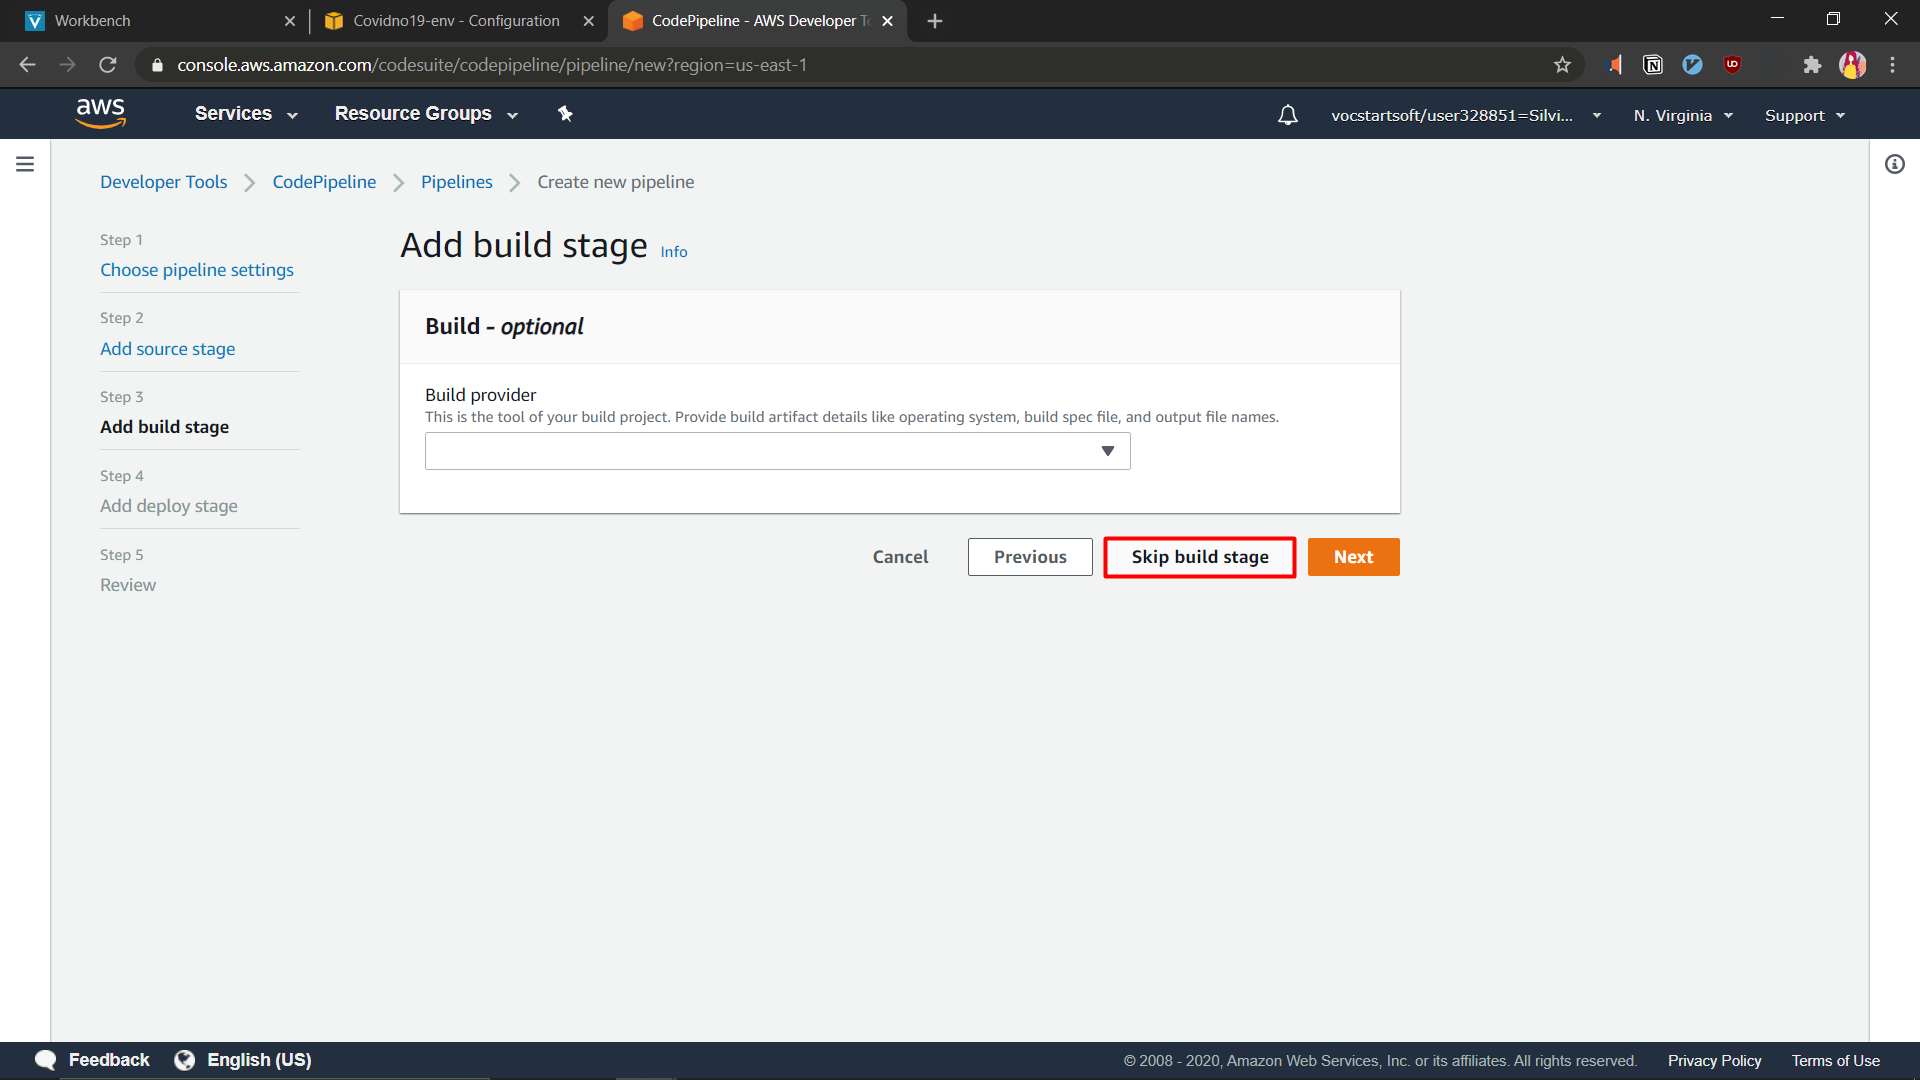 Workbench
Covidno19-env - Configuration
CodePipeline - AWS Developer To
console.aws.amazon.com/codesuite/codepipeline/pipeline/new?region=us-east-1
aws
Services
Resource Groups
vocstartsoft/user328851=Silvi...
N. Virginia
Support
Developer Tools
CodePipeline
Pipelines
Create new pipeline
Step 1
Choose pipeline settings
Step 2
Add source stage
Step 3
Add build stage
Step 4
Add deploy stage
Step 5
Review
Add build stage Info
Build - optional
Build provider
This is the tool of your build project. Provide build artifact details like operating system, build spec file, and output file names.
Cancel
Previous
Skip build stage
Next
Feedback
English (US)
© 2008 - 2020, Amazon Web Services, Inc. or its affiliates. All rights reserved.
Privacy Policy
Terms of Use